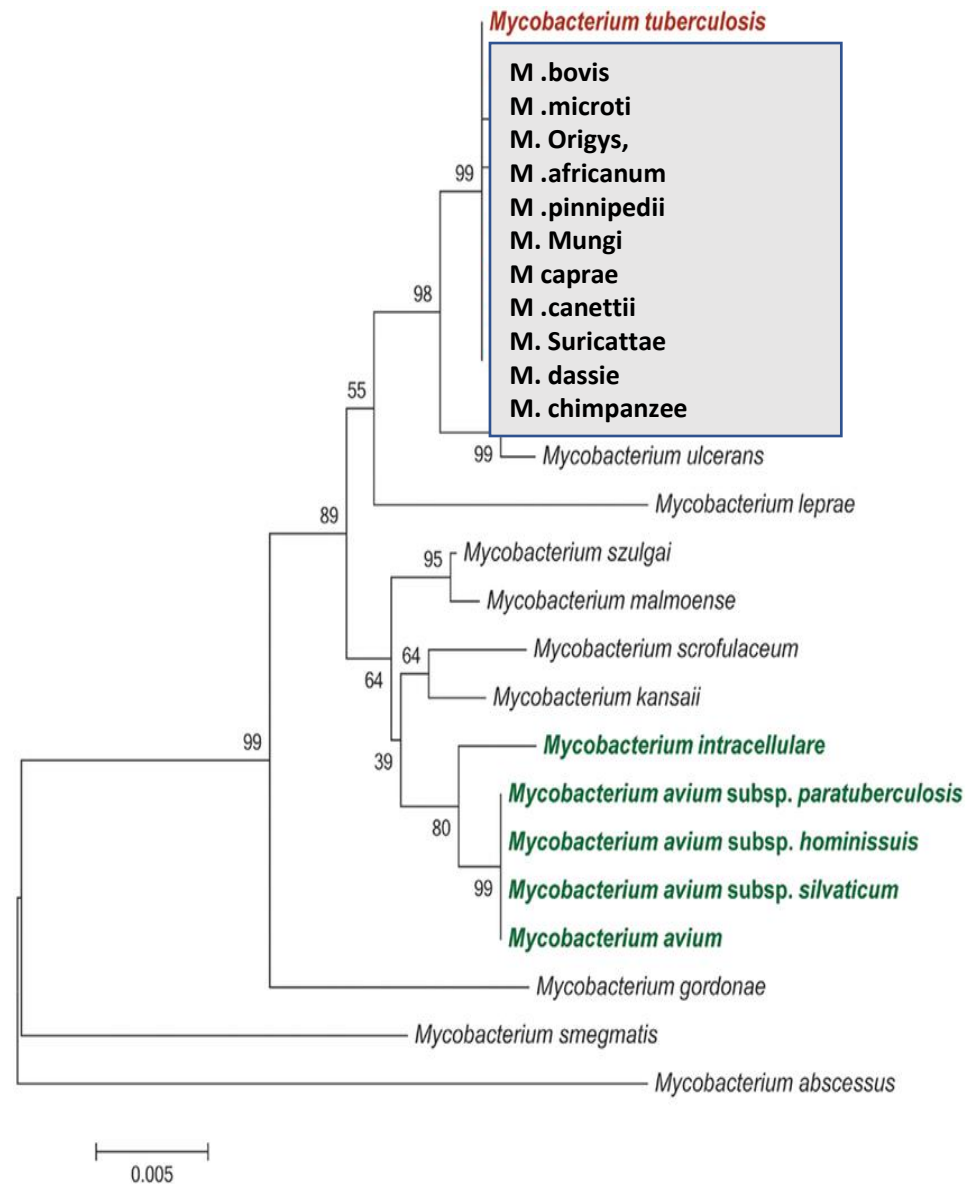 Mycobacterium tuberculosis
M .bovis
M .microti
M. Origys,
M .africanum
M .pinnipedii
M. Mungi
M caprae
M .canettii
M. Suricattae
M. dassie
M. chimpanzee
99
98
55
99
Mycobacterium ulcerans
Mycobacterium leprae
89
95
Mycobacterium szulgai
Mycobacterium malmoense
64
Mycobacterium scrofulaceum
64
Mycobacterium kansaii
99
39
Mycobacterium intracellulare
Mycobacterium avium subsp. paratuberculosis
80
Mycobacterium avium subsp. hominissuis
99
Mycobacterium avium subsp. silvaticum
Mycobacterium avium
Mycobacterium gordonae
Mycobacterium smegmatis
Mycobacterium abscessus
0.005